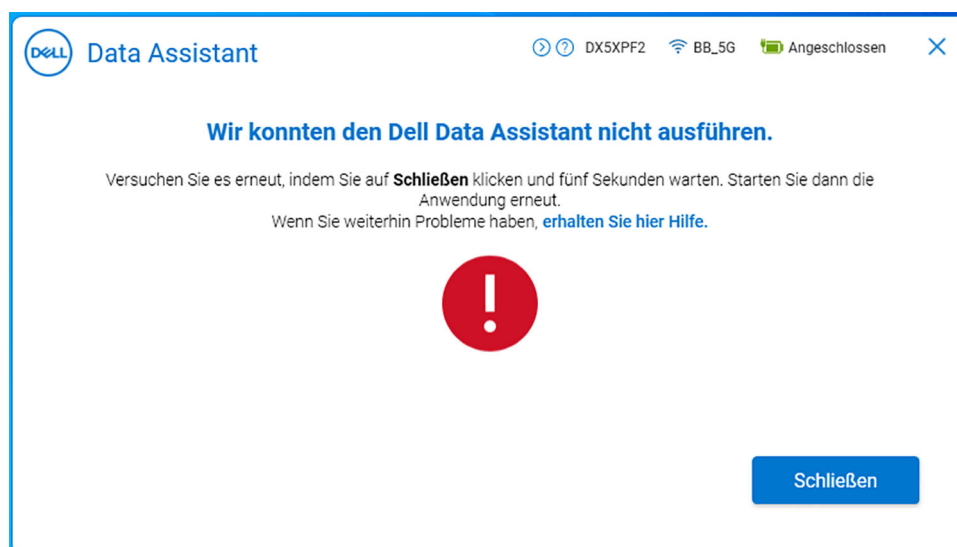 DELL Data Assistant DX5XPF2 BB_5G Angeschlossen
Wir konnten den Dell Data Assistant nicht ausführen.
Versuchen Sie es erneut, indem Sie auf Schließen klicken und fünf Sekunden warten. Starten Sie dann die
Anwendung erneut.
Wenn Sie weiterhin Probleme haben, erhalten Sie hier Hilfe.
Schließen